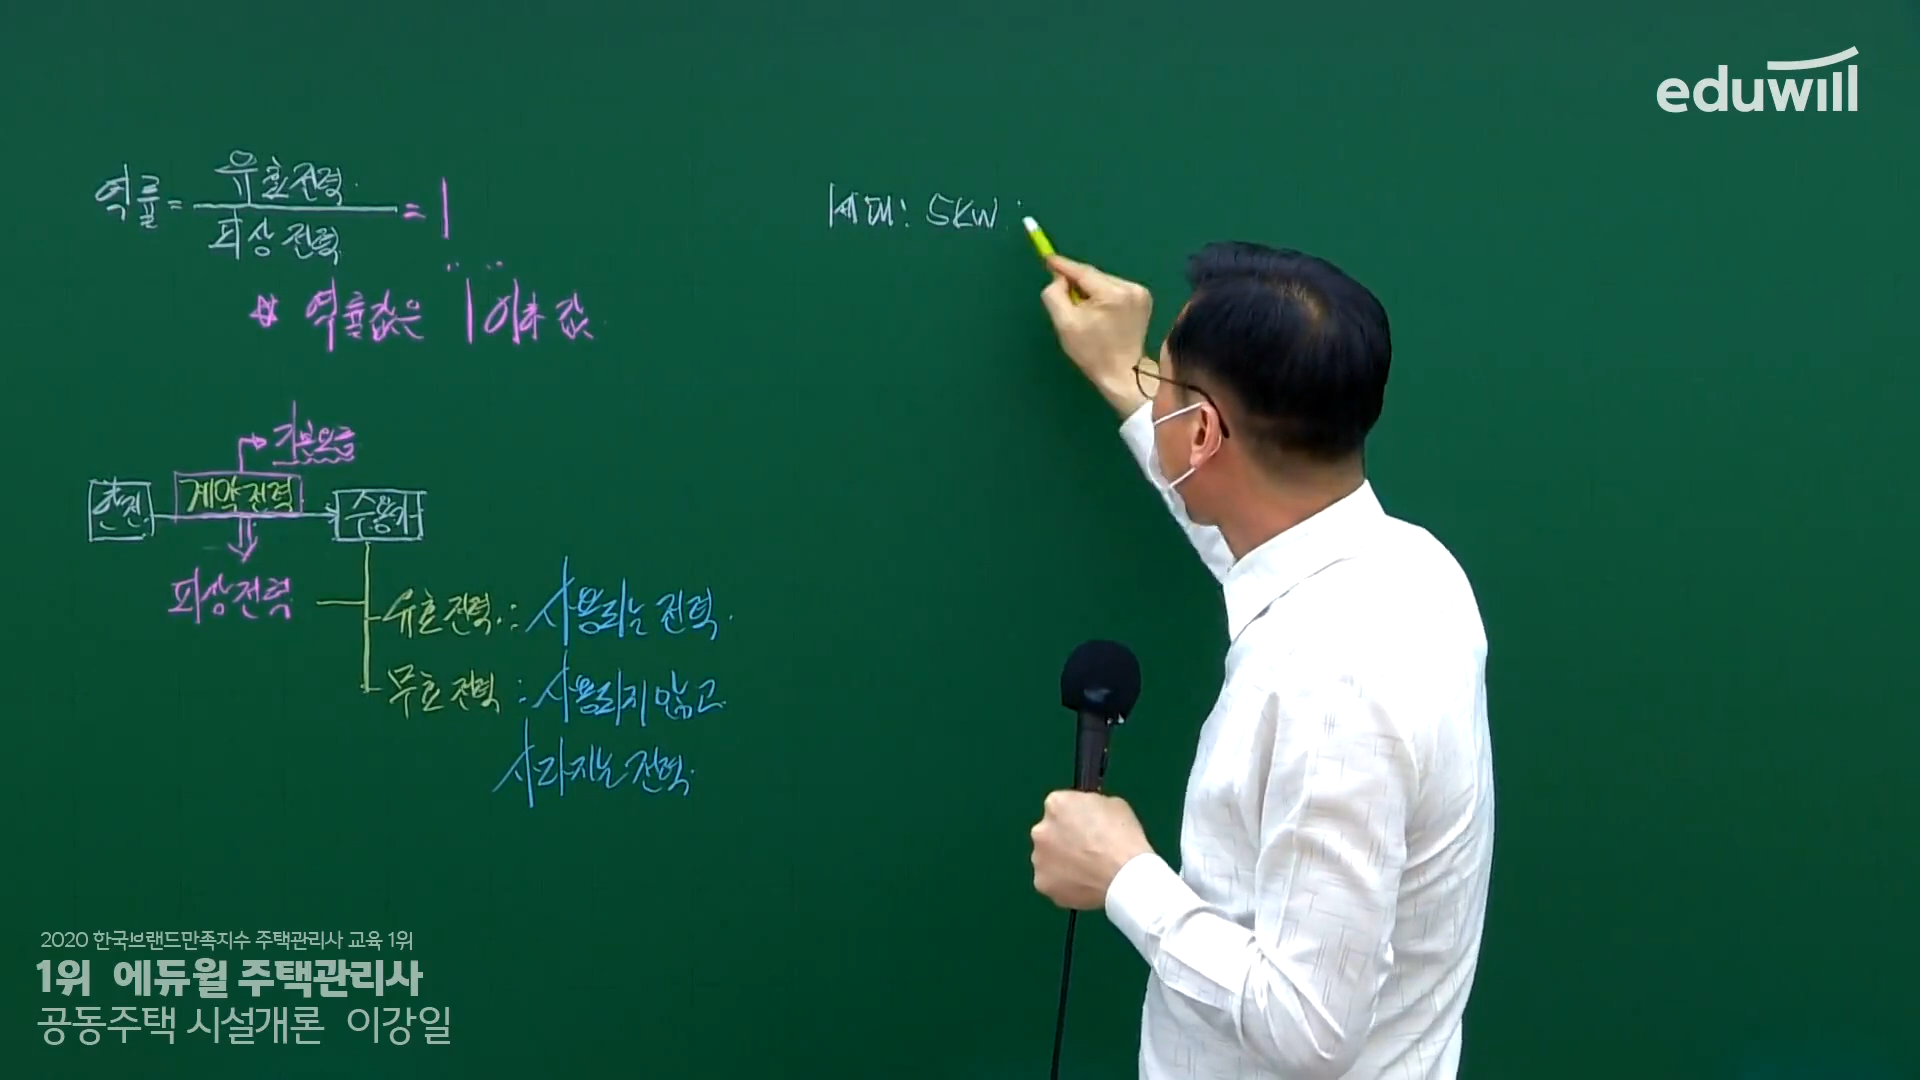 eduwill
역률 = 유효전력 / 피상전력 = 1
※ 역률값은 1 이하 값.
세대 : 5KW :
기본요금
한전 계약전력 수용가
피상전력
유효전력 : 사용되는 전력.
무효전력 : 사용되지 않고
사라지는 전력.
2020 한국브랜드만족지수 주택관리사 교육 1위
1위 에듀윌 주택관리사
공동주택 시설개론 이강일